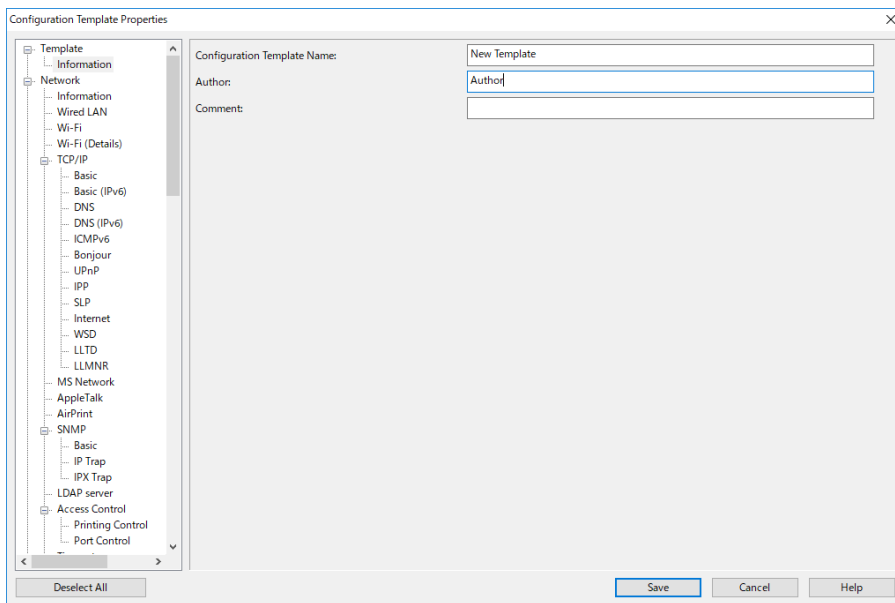 Configuration Template Properties
Template
Information
Network
Information
Wired LAN
Wi-Fi
Wi-Fi (Details)
TCP/IP
Basic
Basic (IPv6)
DNS
DNS (IPv6)
ICMPv6
Bonjour
UPnP
IPP
SLP
Internet
WSD
LLTD
LLMNR
MS Network
AppleTalk
AirPrint
SNMP
Basic
IP Trap
IPX Trap
LDAP server
Access Control
Printing Control
Port Control
Configuration Template Name: New Template
Author: Author
Comment:
Deselect All Save Cancel Help